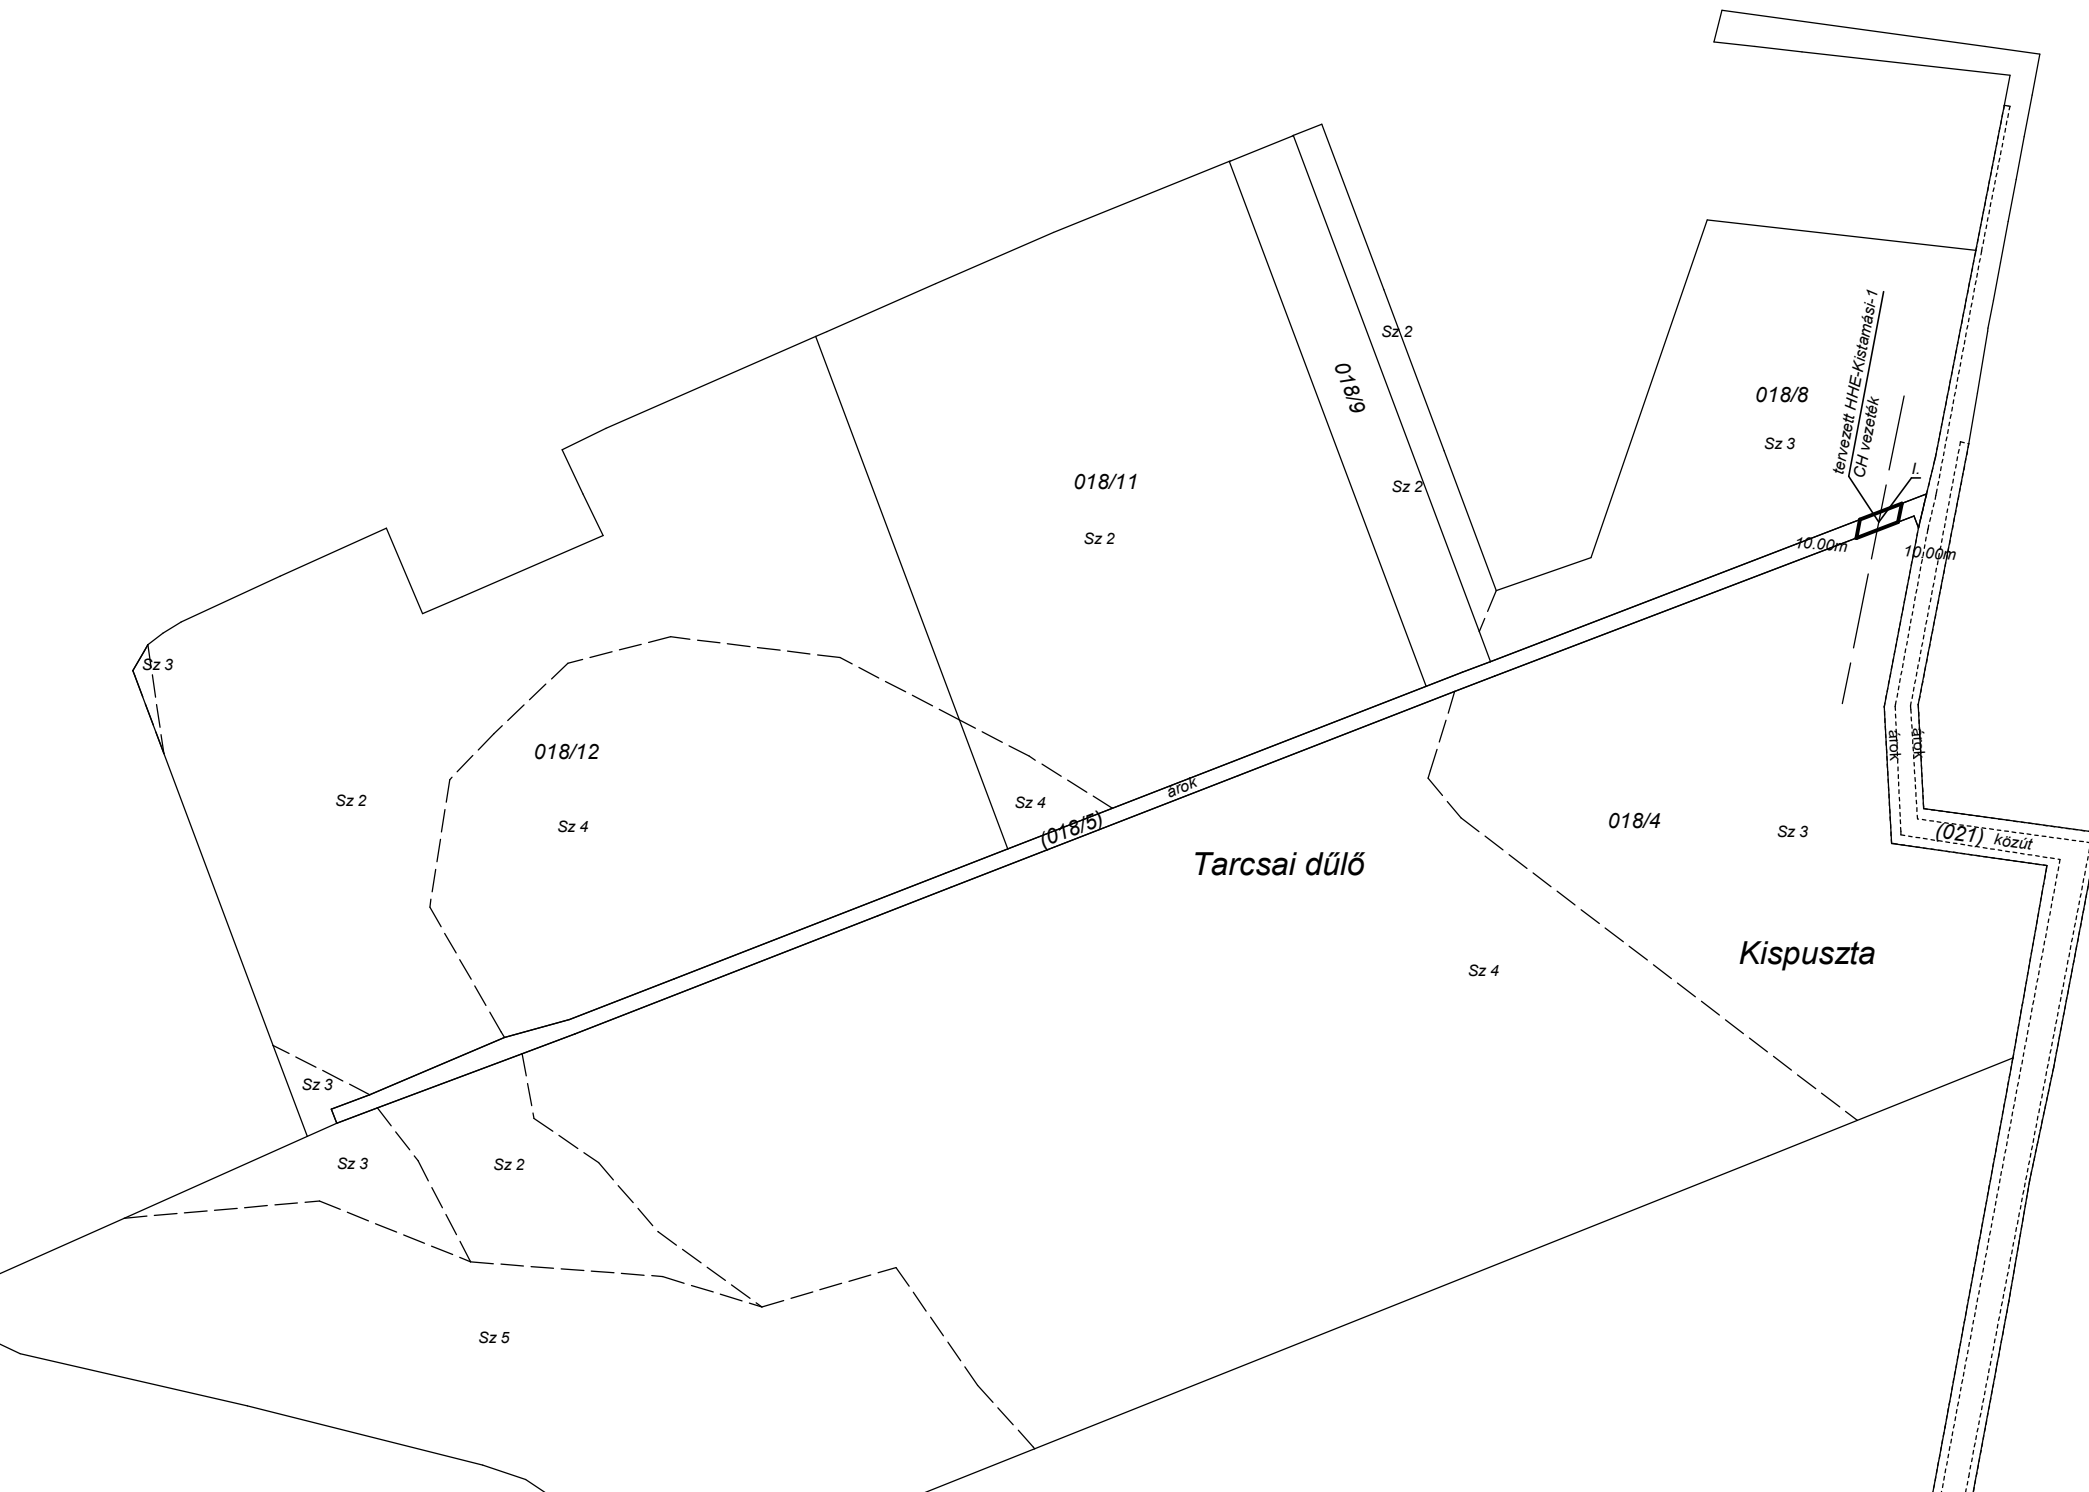 Sz 2
018/9
tervezett HHE-Kistamási-1
CH vezeték
018/8
Sz 3
I.
018/11
Sz 2
Sz 2
10.00m
10.00m
Sz 3
018/12
árok
árok
Sz 2
Sz 4
Sz 4
árok
(018/5)
018/4
Sz 3
(021) közút
Tarcsai dűlő
Kispuszta
Sz 4
Sz 3
Sz 3
Sz 2
Sz 5